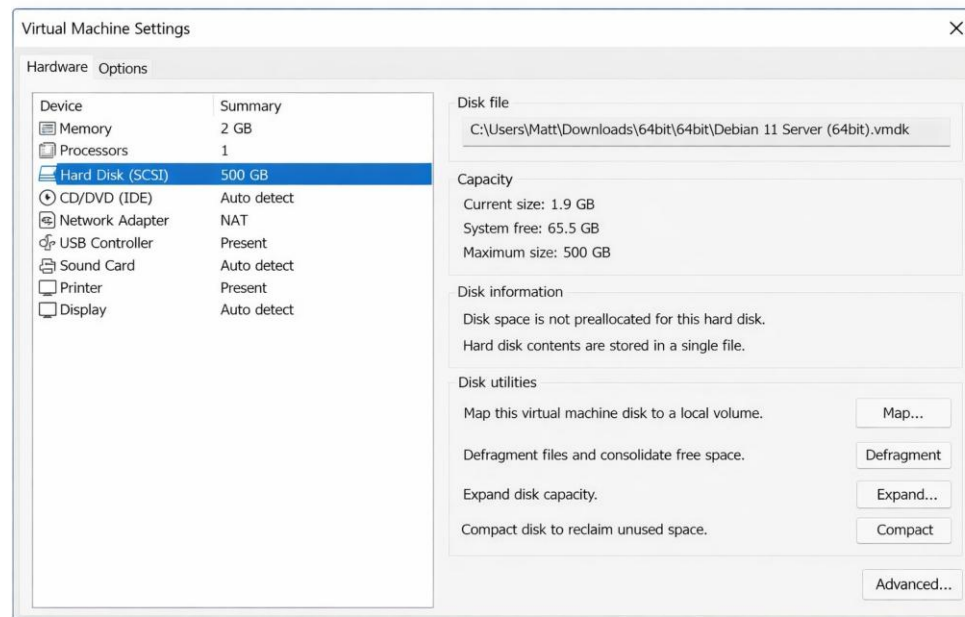 Virtual Machine Settings
Hardware Options
Device Summary
Memory 2 GB
Processors 1
Hard Disk (SCSI) 500 GB
CD/DVD (IDE) Auto detect
Network Adapter NAT
USB Controller Present
Sound Card Auto detect
Printer Present
Display Auto detect
Disk file
C:\Users\Matt\Downloads\64bit\64bit\Debian 11 Server (64bit).vmdk
Capacity
Current size: 1.9 GB
System free: 65.5 GB
Maximum size: 500 GB
Disk information
Disk space is not preallocated for this hard disk.
Hard disk contents are stored in a single file.
Disk utilities
Map this virtual machine disk to a local volume. Map...
Defragment files and consolidate free space. Defragment
Expand disk capacity. Expand...
Compact disk to reclaim unused space. Compact
Advanced...